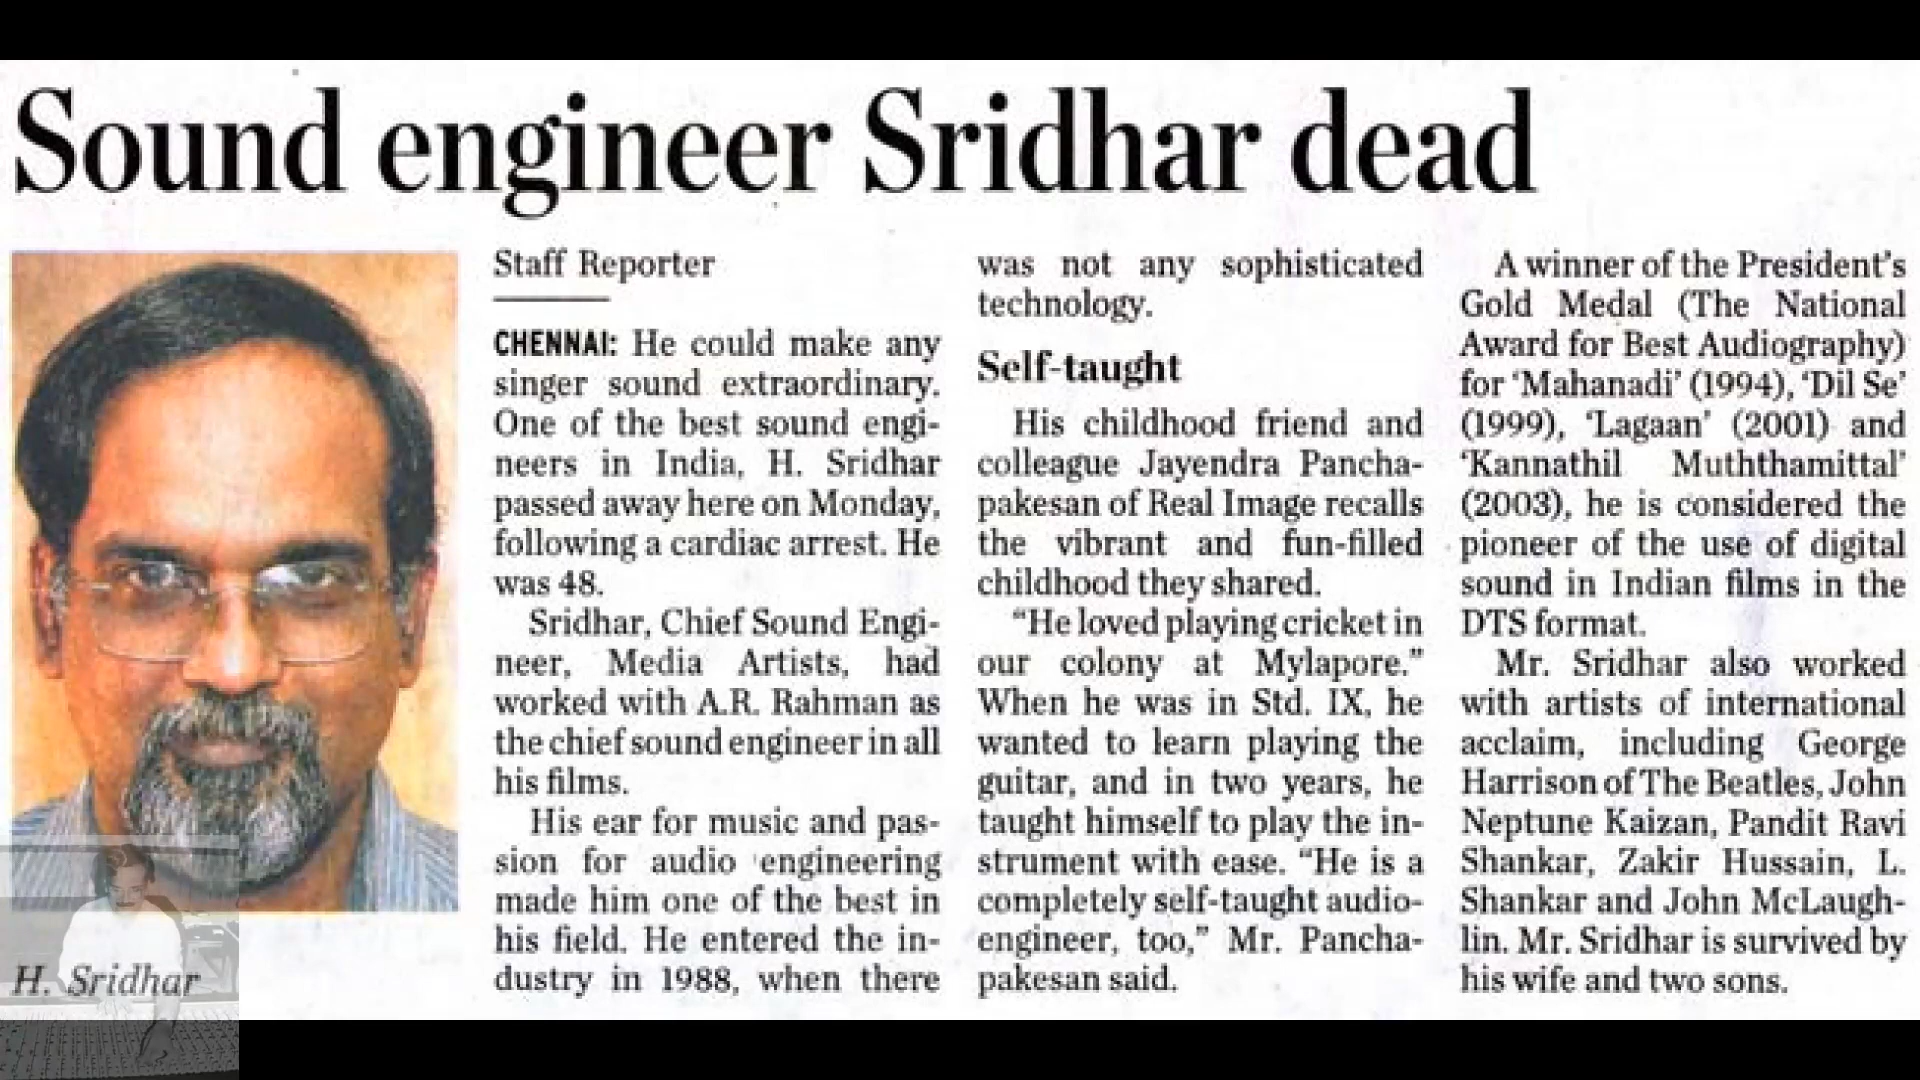 Sound engineer Sridhar dead
H. Sridhar
Staff Reporter
CHENNAI: He could make any
singer sound extraordinary.
One of the best sound engi-
neers in India, H. Sridhar
passed away here on Monday,
following a cardiac arrest. He
was 48.
Sridhar, Chief Sound Engi-
neer, Media Artists, had
worked with A.R. Rahman as
the chief sound engineer in all
his films.
His ear for music and pas-
sion for audio engineering
made him one of the best in
his field. He entered the in-
dustry in 1988, when there
was not any sophisticated
technology.
Self-taught
His childhood friend and
colleague Jayendra Pancha-
pakesan of Real Image recalls
the vibrant and fun-filled
childhood they shared.
“He loved playing cricket in
our colony at Mylapore.”
When he was in Std. IX, he
wanted to learn playing the
guitar, and in two years, he
taught himself to play the in-
strument with ease. “He is a
completely self-taught audio-
engineer, too,” Mr. Pancha-
pakesan said.
A winner of the President’s
Gold Medal (The National
Award for Best Audiography)
for ‘Mahanadi’ (1994), ‘Dil Se’
(1999), ‘Lagaan’ (2001) and
‘Kannathil Muththamittal’
(2003), he is considered the
pioneer of the use of digital
sound in Indian films in the
DTS format.
Mr. Sridhar also worked
with artists of international
acclaim, including George
Harrison of The Beatles, John
Neptune Kaizan, Pandit Ravi
Shankar, Zakir Hussain, L.
Shankar and John McLaugh-
lin. Mr. Sridhar is survived by
his wife and two sons.